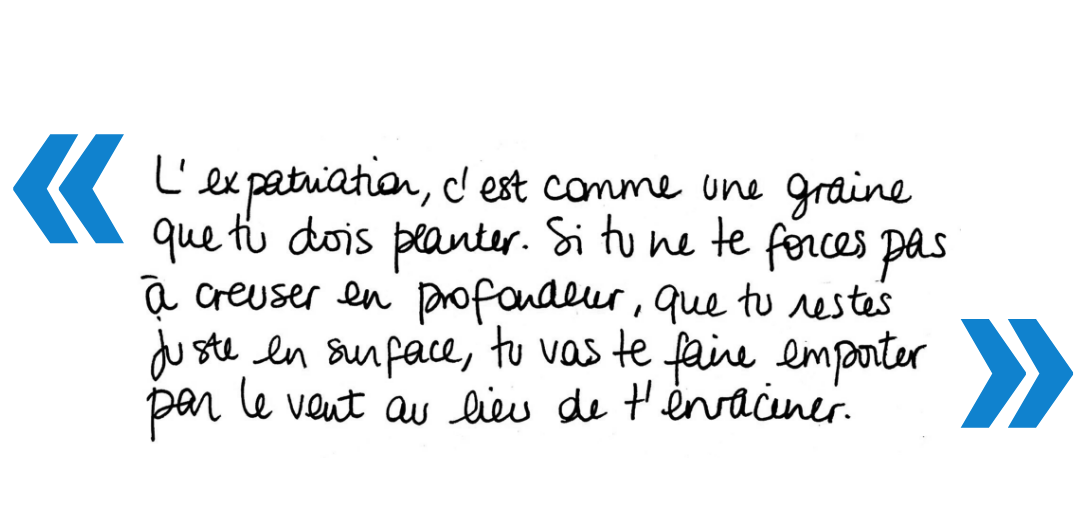 « L'expatriation, c'est comme une graine
que tu dois planter. Si tu ne te forces pas
à creuser en profondeur, que tu restes
juste en surface, tu vas te faire emporter
par le vent au lieu de t'enraciner. »